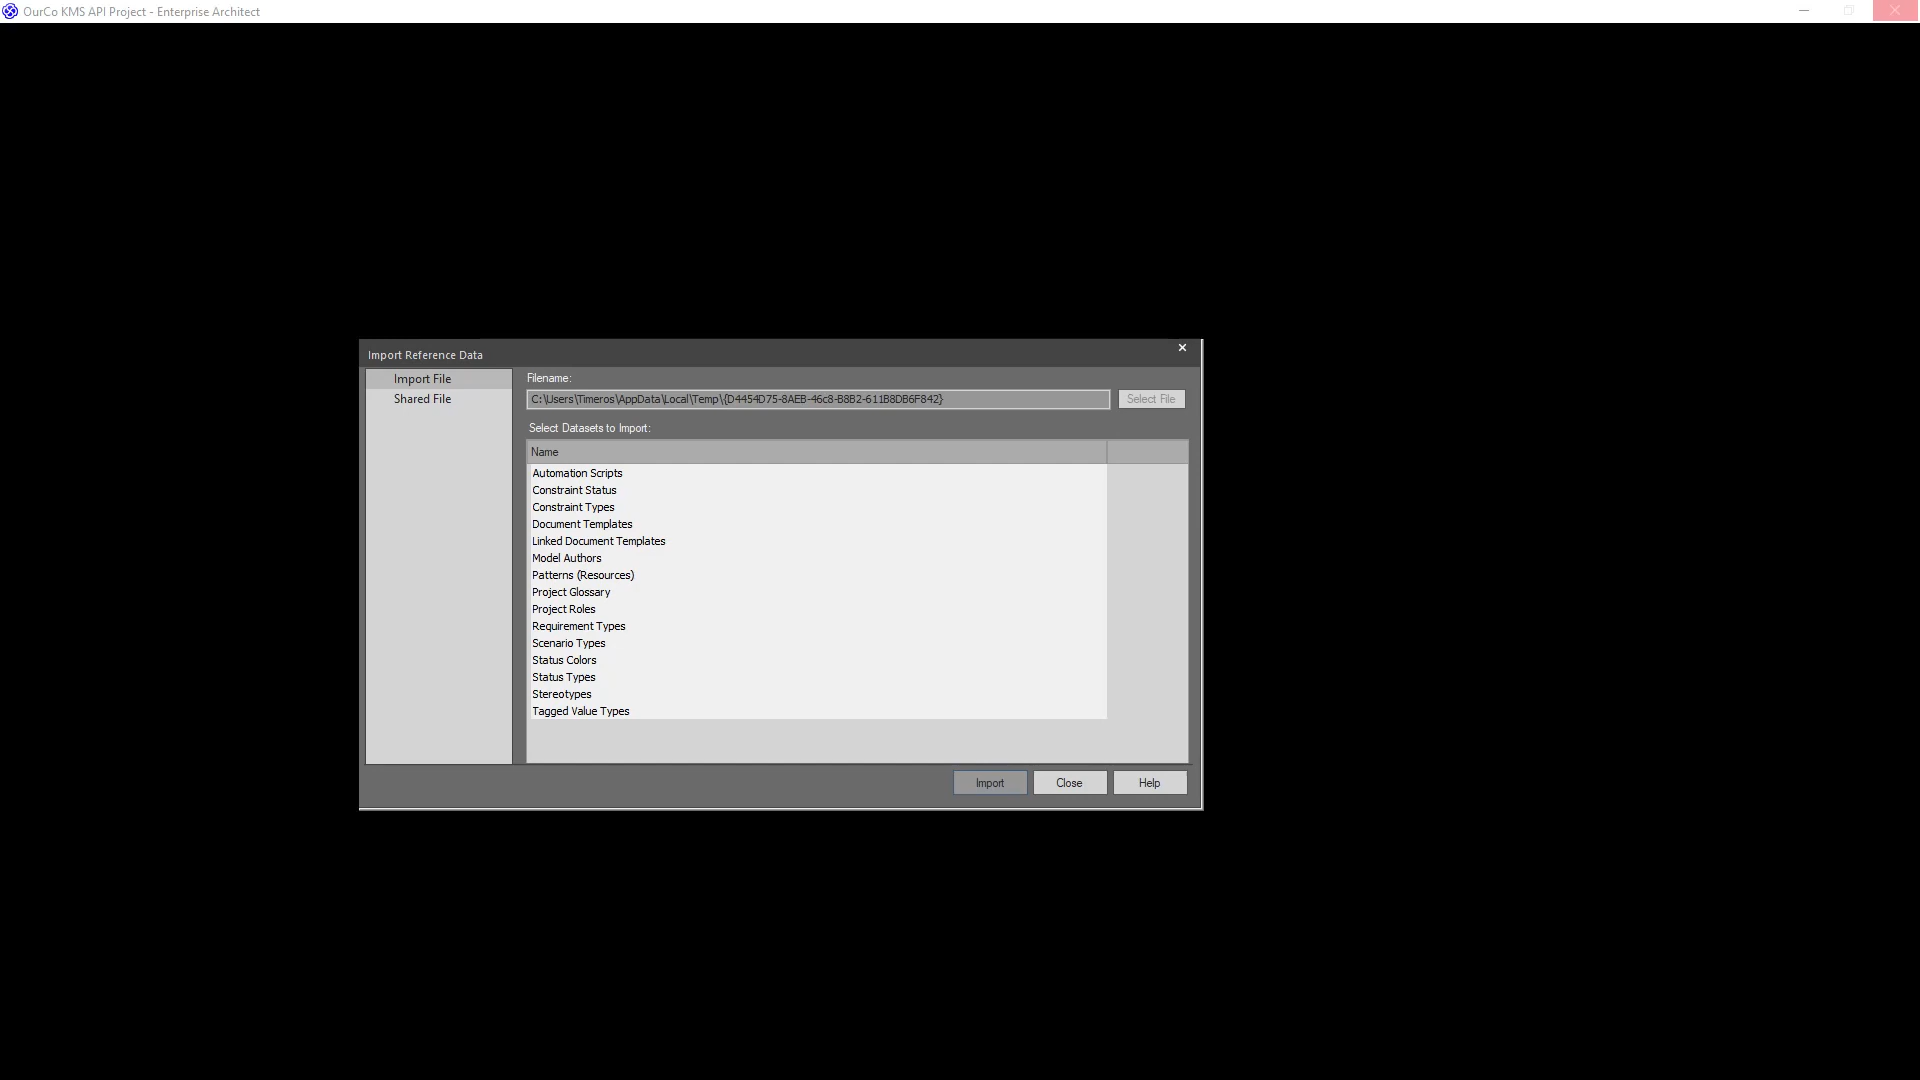 OurCo KMS API Project - Enterprise Architect
Import Reference Data
Import File
Shared File
Filename:
C:\Users\Timeros\AppData\Local\Temp\{D4454D75-8AEB-46c8-B8B2-611B8DB6F842}
Select File
Select Datasets to Import:
Name
Automation Scripts
Constraint Status
Constraint Types
Document Templates
Linked Document Templates
Model Authors
Patterns (Resources)
Project Glossary
Project Roles
Requirement Types
Scenario Types
Status Colors
Status Types
Stereotypes
Tagged Value Types
Import
Close
Help